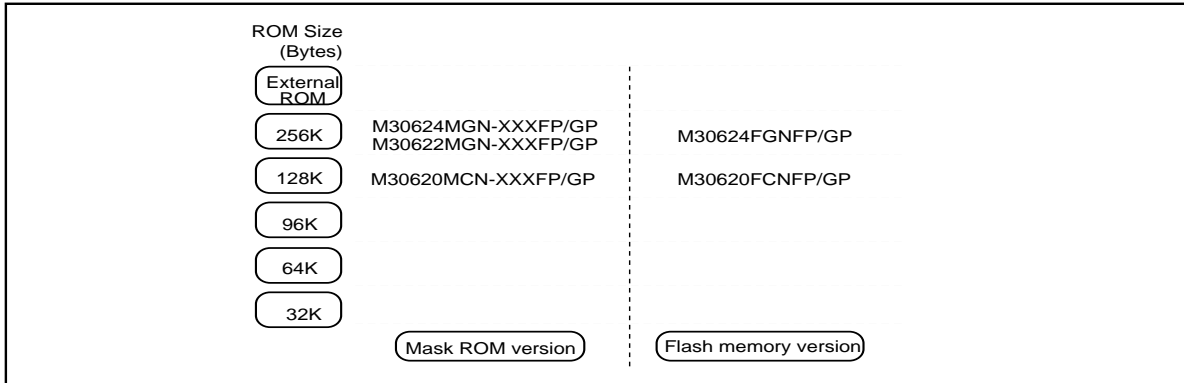 ROM Size
(Bytes)
External
ROM
256K
M30624MGN-XXXFP/GP
M30622MGN-XXXFP/GP
M30624FGNFP/GP
128K
M30620MCN-XXXFP/GP
M30620FCNFP/GP
96K
64K
32K
Mask ROM version
Flash memory version